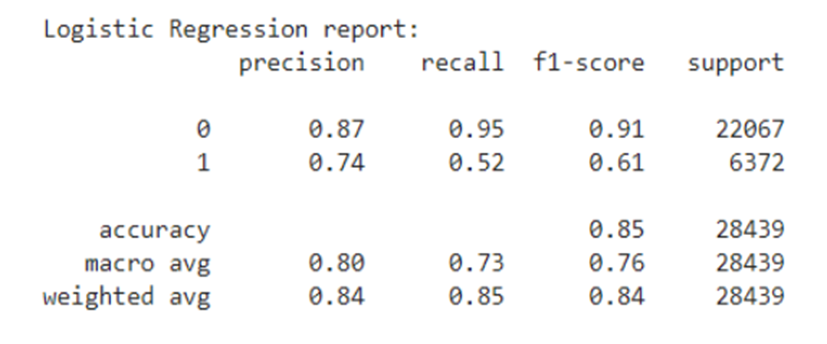 Logistic Regression report:
precision recall f1-score support
0 0.87 0.95 0.91 22067
1 0.74 0.52 0.61 6372
accuracy 0.85 28439
macro avg 0.80 0.73 0.76 28439
weighted avg 0.84 0.85 0.84 28439